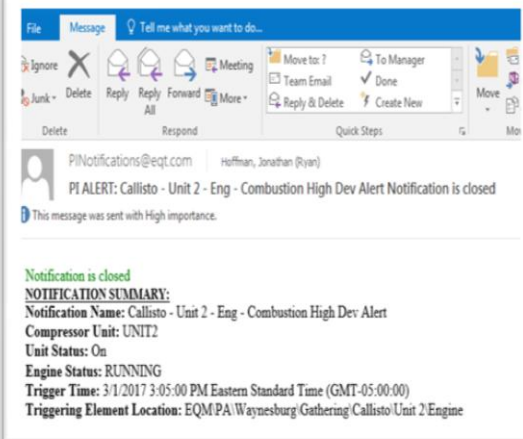 File Message Tell me what you want to do...
Ignore
Junk
Delete
Reply
Reply All
Forward
Meeting
More
Move to: ?
Team Email
Reply & Delete
To Manager
Done
Create New
Move
Delete Respond Quick Steps Mo
PINotifications@eqt.com Hoffman, Jonathan (Ryan)
PI ALERT: Callisto - Unit 2 - Eng - Combustion High Dev Alert Notification is closed
This message was sent with High importance.
Notification is closed
NOTIFICATION SUMMARY:
Notification Name: Callisto - Unit 2 - Eng - Combustion High Dev Alert
Compressor Unit: UNIT2
Unit Status: On
Engine Status: RUNNING
Trigger Time: 3/1/2017 3:05:00 PM Eastern Standard Time (GMT-05:00:00)
Triggering Element Location: EQM\PA\Waynesburg\Gathering\Callisto\Unit 2\Engine